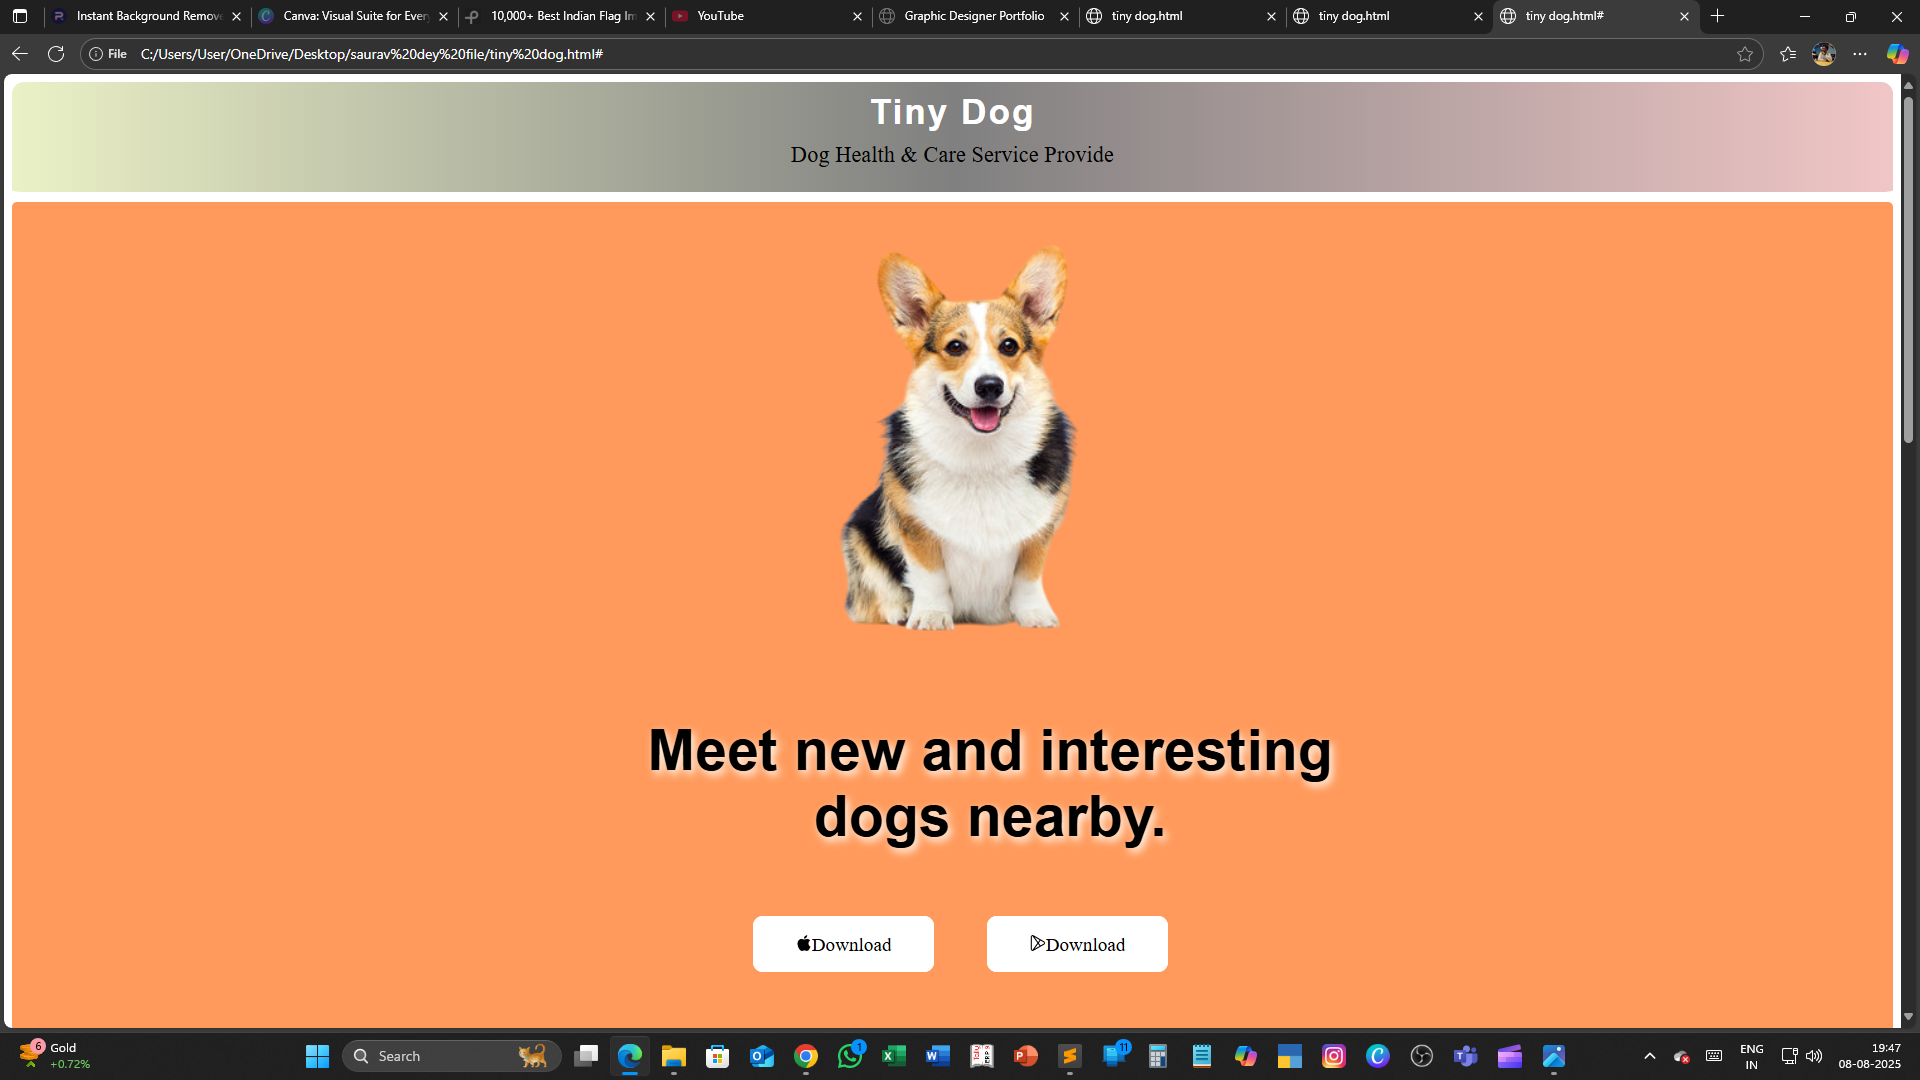 Instant Background Remove
Canva: Visual Suite for Every
10,000+ Best Indian Flag Im
YouTube
Graphic Designer Portfolio
tiny dog.html
tiny dog.html
tiny dog.html#
File
C:/Users/User/OneDrive/Desktop/saurav%20dey%20file/tiny%20dog.html#
Tiny Dog
Dog Health & Care Service Provide
Meet new and interesting
dogs nearby.
Download
Download
6
Gold
+0.72%
Search
1
11
ENG
IN
19:47
08-08-2025